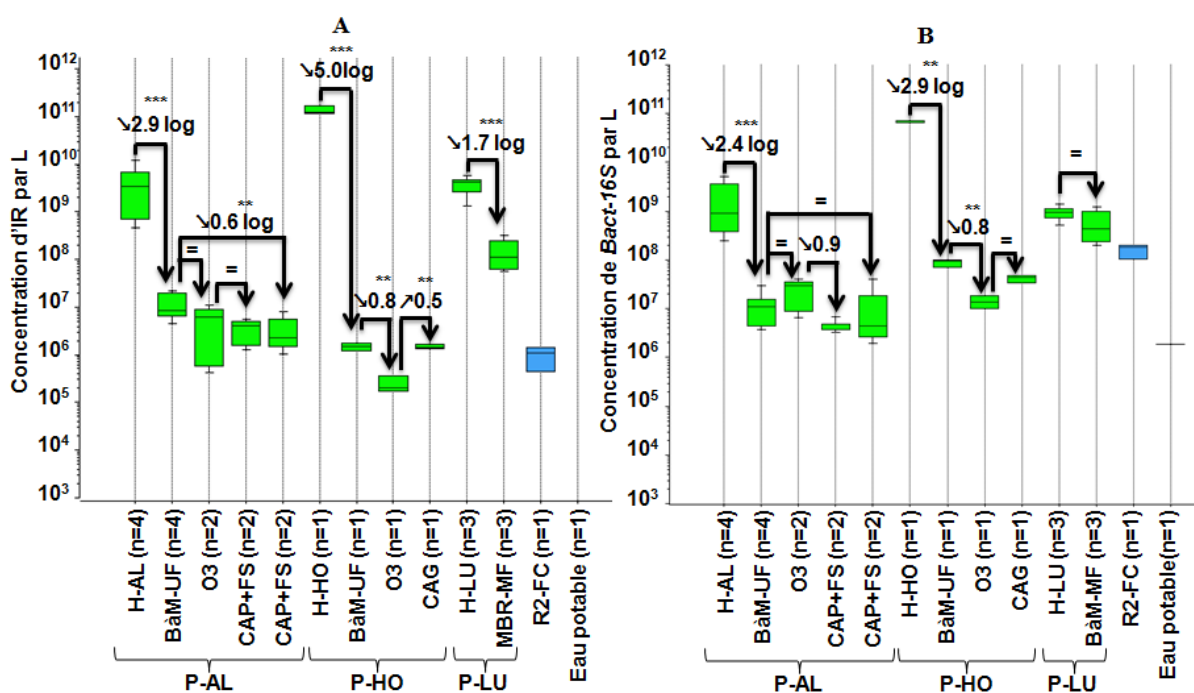 A
Concentration d'IR par L
10¹²
10¹¹
10¹⁰
10⁹
10⁸
10⁷
10⁶
10⁵
10⁴
10³
***
↘2.9 log
**
↘0.6 log
=
=
***
↘5.0log
**
↘0.8
**
↗0.5
***
↘1.7 log
H-AL (n=4)
BàM-UF (n=4)
O3 (n=2)
CAP+FS (n=2)
CAP+FS (n=2)
H-HO (n=1)
BàM-UF (n=1)
O3 (n=1)
CAG (n=1)
H-LU (n=3)
MBR-MF (n=3)
R2-FC (n=1)
Eau potable (n=1)
P-AL
P-HO
P-LU
B
Concentration de Bact-16S par L
10¹²
10¹¹
10¹⁰
10⁹
10⁸
10⁷
10⁶
10⁵
10⁴
10³
***
↘2.4 log
=
=
↘0.9
**
↘2.9 log
**
↘0.8
=
=
H-AL (n=4)
BàM-UF (n=4)
O3 (n=2)
CAP+FS (n=2)
CAP+FS (n=2)
H-HO (n=1)
BàM-UF (n=1)
O3 (n=1)
CAG (n=1)
H-LU (n=3)
BàM-MF (n=3)
R2-FC (n=1)
Eau potable(n=1)
P-AL
P-HO
P-LU